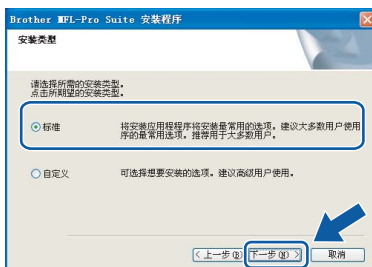 Brother MFL-Pro Suite 安装程序
安装类型
请选择所需的安装类型。
点击所期望的安装类型。
标准
将安装应用程程序将安装最常用的选项。建议大多数用户使用
序的最常用选项。推荐用于大多数用户。
自定义
可选择想要安装的选项。建议高级用户使用。
< 上一步(B)
下一步(N) >
取消